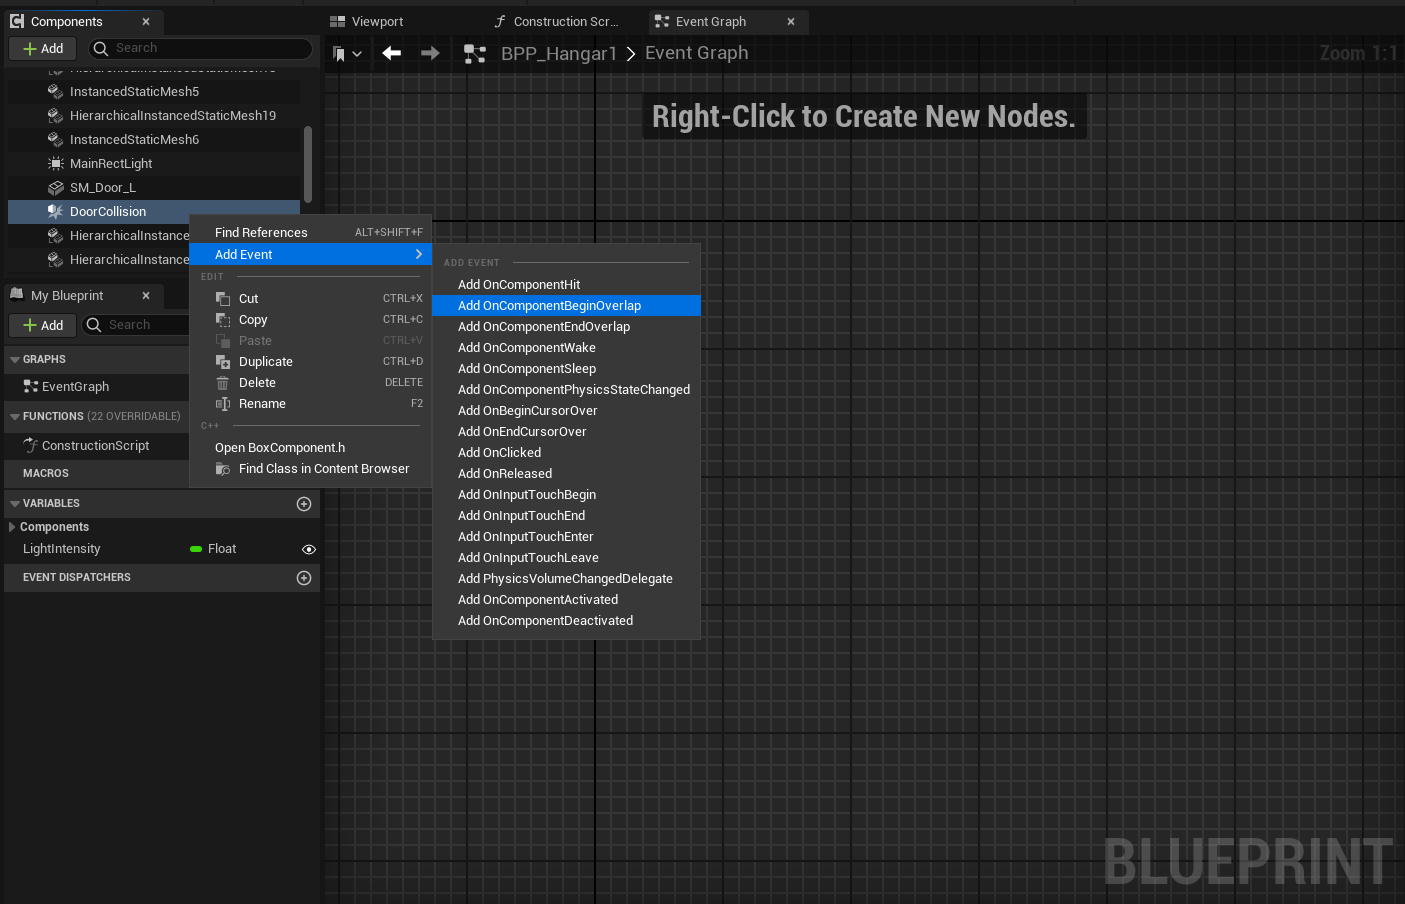 Components
Viewport
Construction Scr...
Event Graph
Add
Search
BPP_Hangar1
Event Graph
Zoom 1:1
InstancedStaticMesh5
HierarchicalInstancedStaticMesh19
InstancedStaticMesh6
MainRectLight
SM_Door_L
DoorCollision
HierarchicalInstance
HierarchicalInstance
Right-Click to Create New Nodes.
Find References ALT+SHIFT+F
Add Event
EDIT
Cut CTRL+X
Copy CTRL+C
Paste CTRL+V
Duplicate CTRL+D
Delete DELETE
Rename F2
C++
Open BoxComponent.h
Find Class in Content Browser
ADD EVENT
Add OnComponentHit
Add OnComponentBeginOverlap
Add OnComponentEndOverlap
Add OnComponentWake
Add OnComponentSleep
Add OnComponentPhysicsStateChanged
Add OnBeginCursorOver
Add OnEndCursorOver
Add OnClicked
Add OnReleased
Add OnInputTouchBegin
Add OnInputTouchEnd
Add OnInputTouchEnter
Add OnInputTouchLeave
Add PhysicsVolumeChangedDelegate
Add OnComponentActivated
Add OnComponentDeactivated
My Blueprint
Add
Search
GRAPHS
EventGraph
FUNCTIONS (22 OVERRIDABLE)
ConstructionScript
MACROS
VARIABLES
Components
LightIntensity Float
EVENT DISPATCHERS
BLUEPRINT